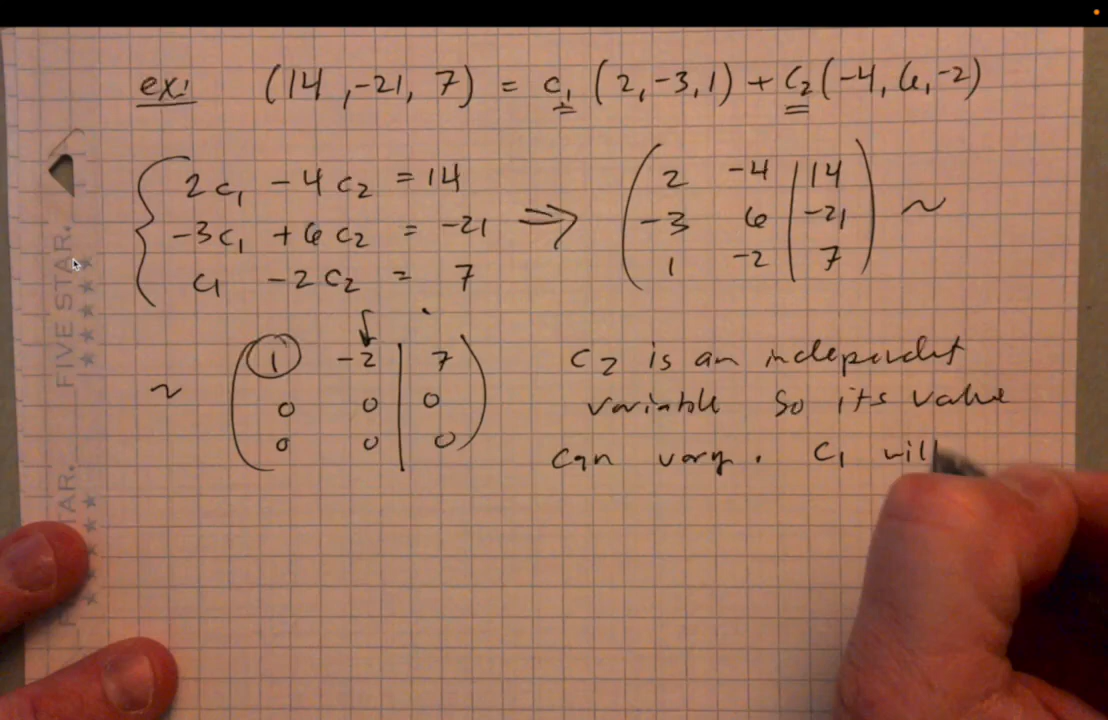 ex: (14, -21, 7) = c₁ (2, -3, 1) + c₂ (-4, 6, -2)
2c₁ - 4c₂ = 14
-3c₁ + 6c₂ = -21
c₁ - 2c₂ = 7
⇒
2 -4 | 14
-3 6 | -21
1 -2 | 7
~
~
1 -2 | 7
0 0 | 0
0 0 | 0
c₂ is an independent
variable so its value
can vary. c₁ will
FIVE STAR.
AR.